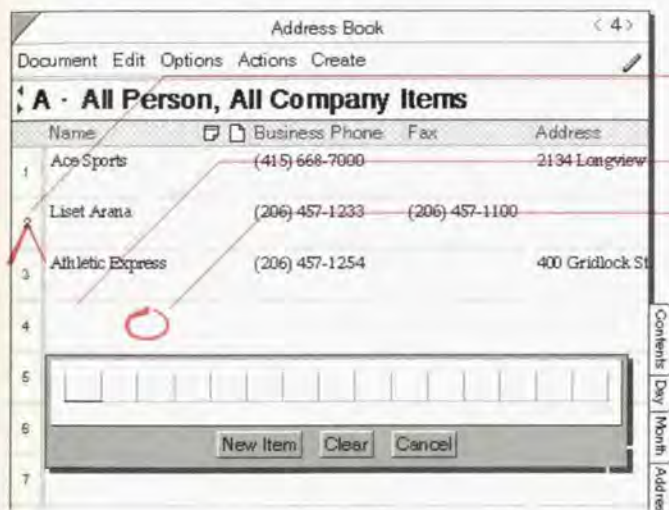 Address Book < 4 >
Document Edit Options Actions Create
A - All Person, All Company Items
Name Business Phone Fax Address
1 Ace Sports (415) 668-7000 2134 Longview
2 Liset Arana (206) 457-1233 (206) 457-1100
3 Athletic Express (206) 457-1254 400 Gridlock St
4
5
6
7
New Item Clear Cancel
Contents Day Month Addres